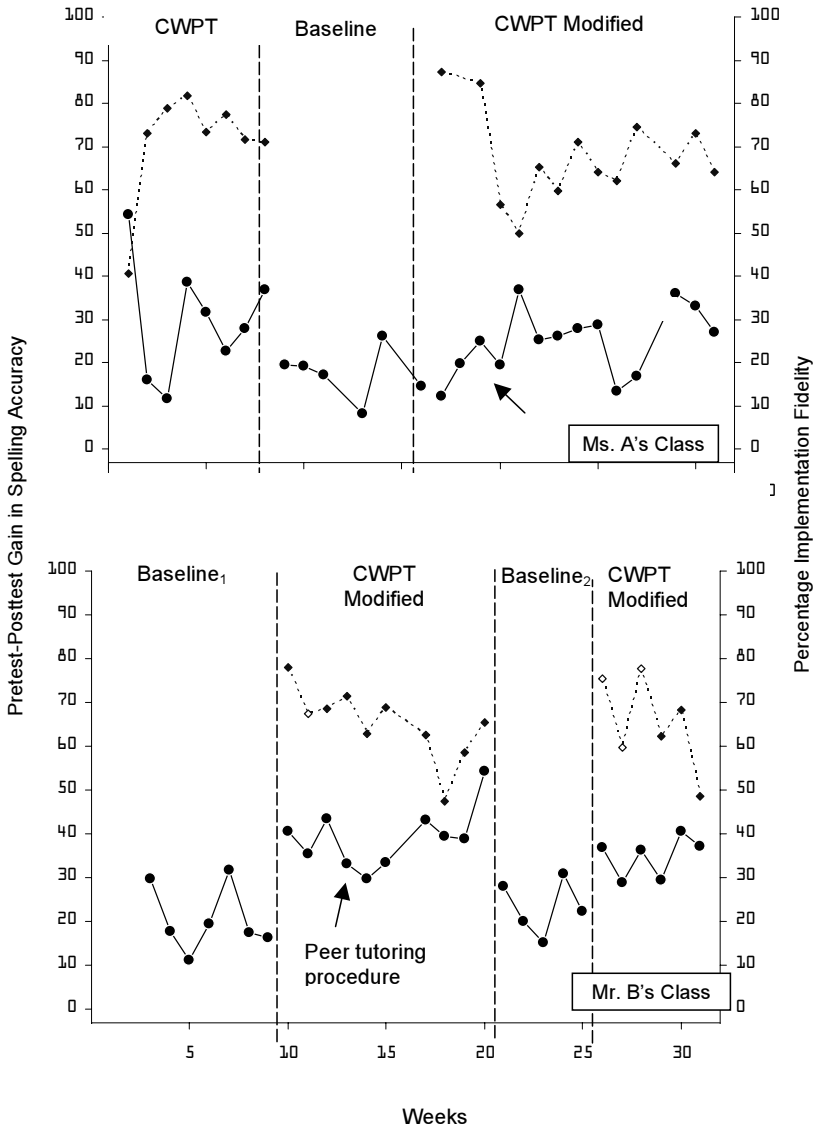 100 CWPT Baseline CWPT Modified 100
90 90
80 80
70 70
60 60
50 50
40 40
30 30
20 20
10 10
0 Ms. A's Class 0
Pretest-Posttest Gain in Spelling Accuracy
Percentage Implementation Fidelity
100 Baseline1 CWPT Modified Baseline2 CWPT Modified 100
90 90
80 80
70 70
60 60
50 50
40 40
30 30
20 20
Peer tutoring
procedure
10 10
0 Mr. B's Class 0
5 10 15 20 25 30
Weeks